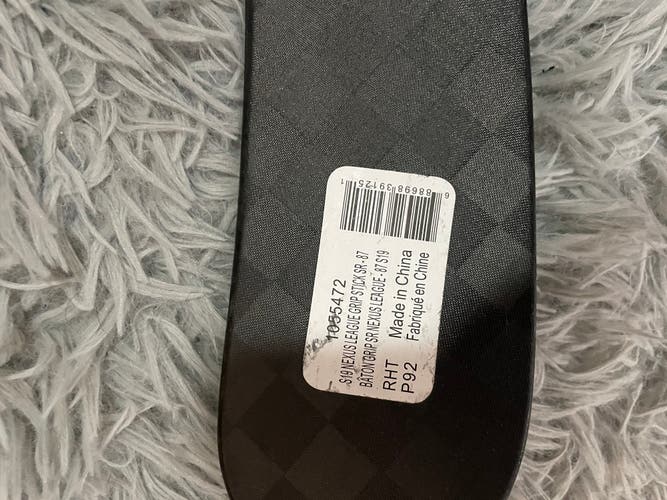 6 88698 39125 1
1055472
S19 NEXUS LEAGUE GRIP STICK SR - 87
BÂTON GRIP SR NEXUS LEAGUE - 87 S19
RHT Made in China
P92 Fabriqué en Chine